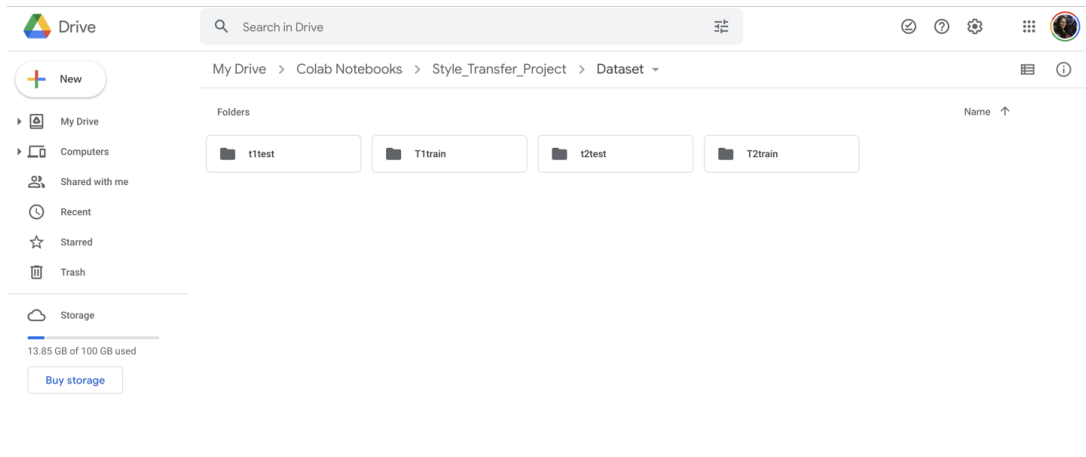 Drive
Search in Drive
New
My Drive > Colab Notebooks > Style_Transfer_Project > Dataset
My Drive
Computers
Shared with me
Recent
Starred
Trash
Storage
13.85 GB of 100 GB used
Buy storage
Folders
Name
t1test
T1train
t2test
T2train